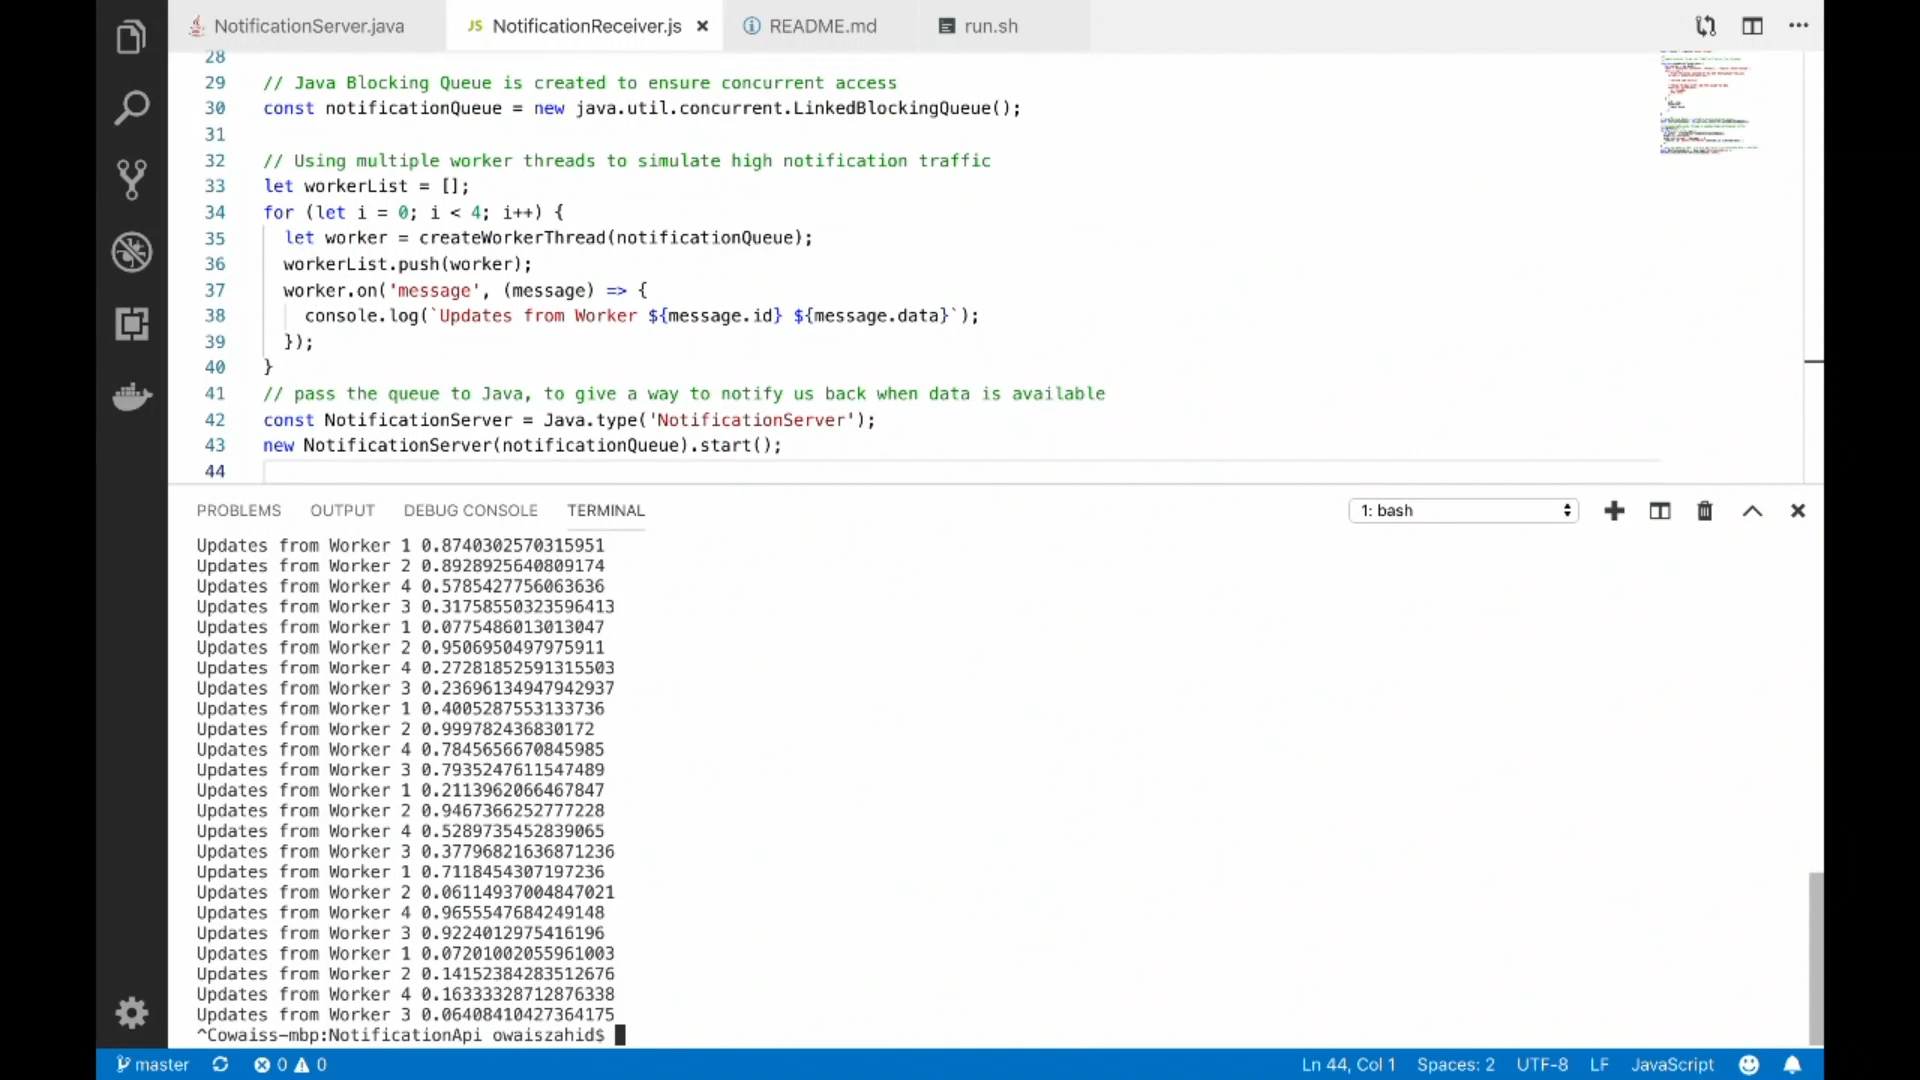 NotificationServer.java
JS NotificationReceiver.js
README.md
run.sh
28
29 // Java Blocking Queue is created to ensure concurrent access
30 const notificationQueue = new java.util.concurrent.LinkedBlockingQueue();
31
32 // Using multiple worker threads to simulate high notification traffic
33 let workerList = [];
34 for (let i = 0; i < 4; i++) {
35 let worker = createWorkerThread(notificationQueue);
36 workerList.push(worker);
37 worker.on('message', (message) => {
38 console.log(`Updates from Worker ${message.id} ${message.data}`);
39 });
40 }
41 // pass the queue to Java, to give a way to notify us back when data is available
42 const NotificationServer = Java.type('NotificationServer');
43 new NotificationServer(notificationQueue).start();
44
PROBLEMS OUTPUT DEBUG CONSOLE TERMINAL 1: bash
Updates from Worker 1 0.8740302570315951
Updates from Worker 2 0.8928925640809174
Updates from Worker 4 0.5785427756063636
Updates from Worker 3 0.31758550323596413
Updates from Worker 1 0.0775486013013047
Updates from Worker 2 0.9506950497975911
Updates from Worker 4 0.27281852591315503
Updates from Worker 3 0.23696134947942937
Updates from Worker 1 0.4005287553133736
Updates from Worker 2 0.999782436830172
Updates from Worker 4 0.7845656670845985
Updates from Worker 3 0.7935247611547489
Updates from Worker 1 0.2113962066467847
Updates from Worker 2 0.9467366252777228
Updates from Worker 4 0.5289735452839065
Updates from Worker 3 0.37796821636871236
Updates from Worker 1 0.7118454307197236
Updates from Worker 2 0.06114937004847021
Updates from Worker 4 0.9655547684249148
Updates from Worker 3 0.9224012975416196
Updates from Worker 1 0.07201002055961003
Updates from Worker 2 0.14152384283512676
Updates from Worker 4 0.16333328712876338
Updates from Worker 3 0.06408410427364175
^Cowaiss-mbp:NotificationApi owaiszahid$
master 0 0 Ln 44, Col 1 Spaces: 2 UTF-8 LF JavaScript